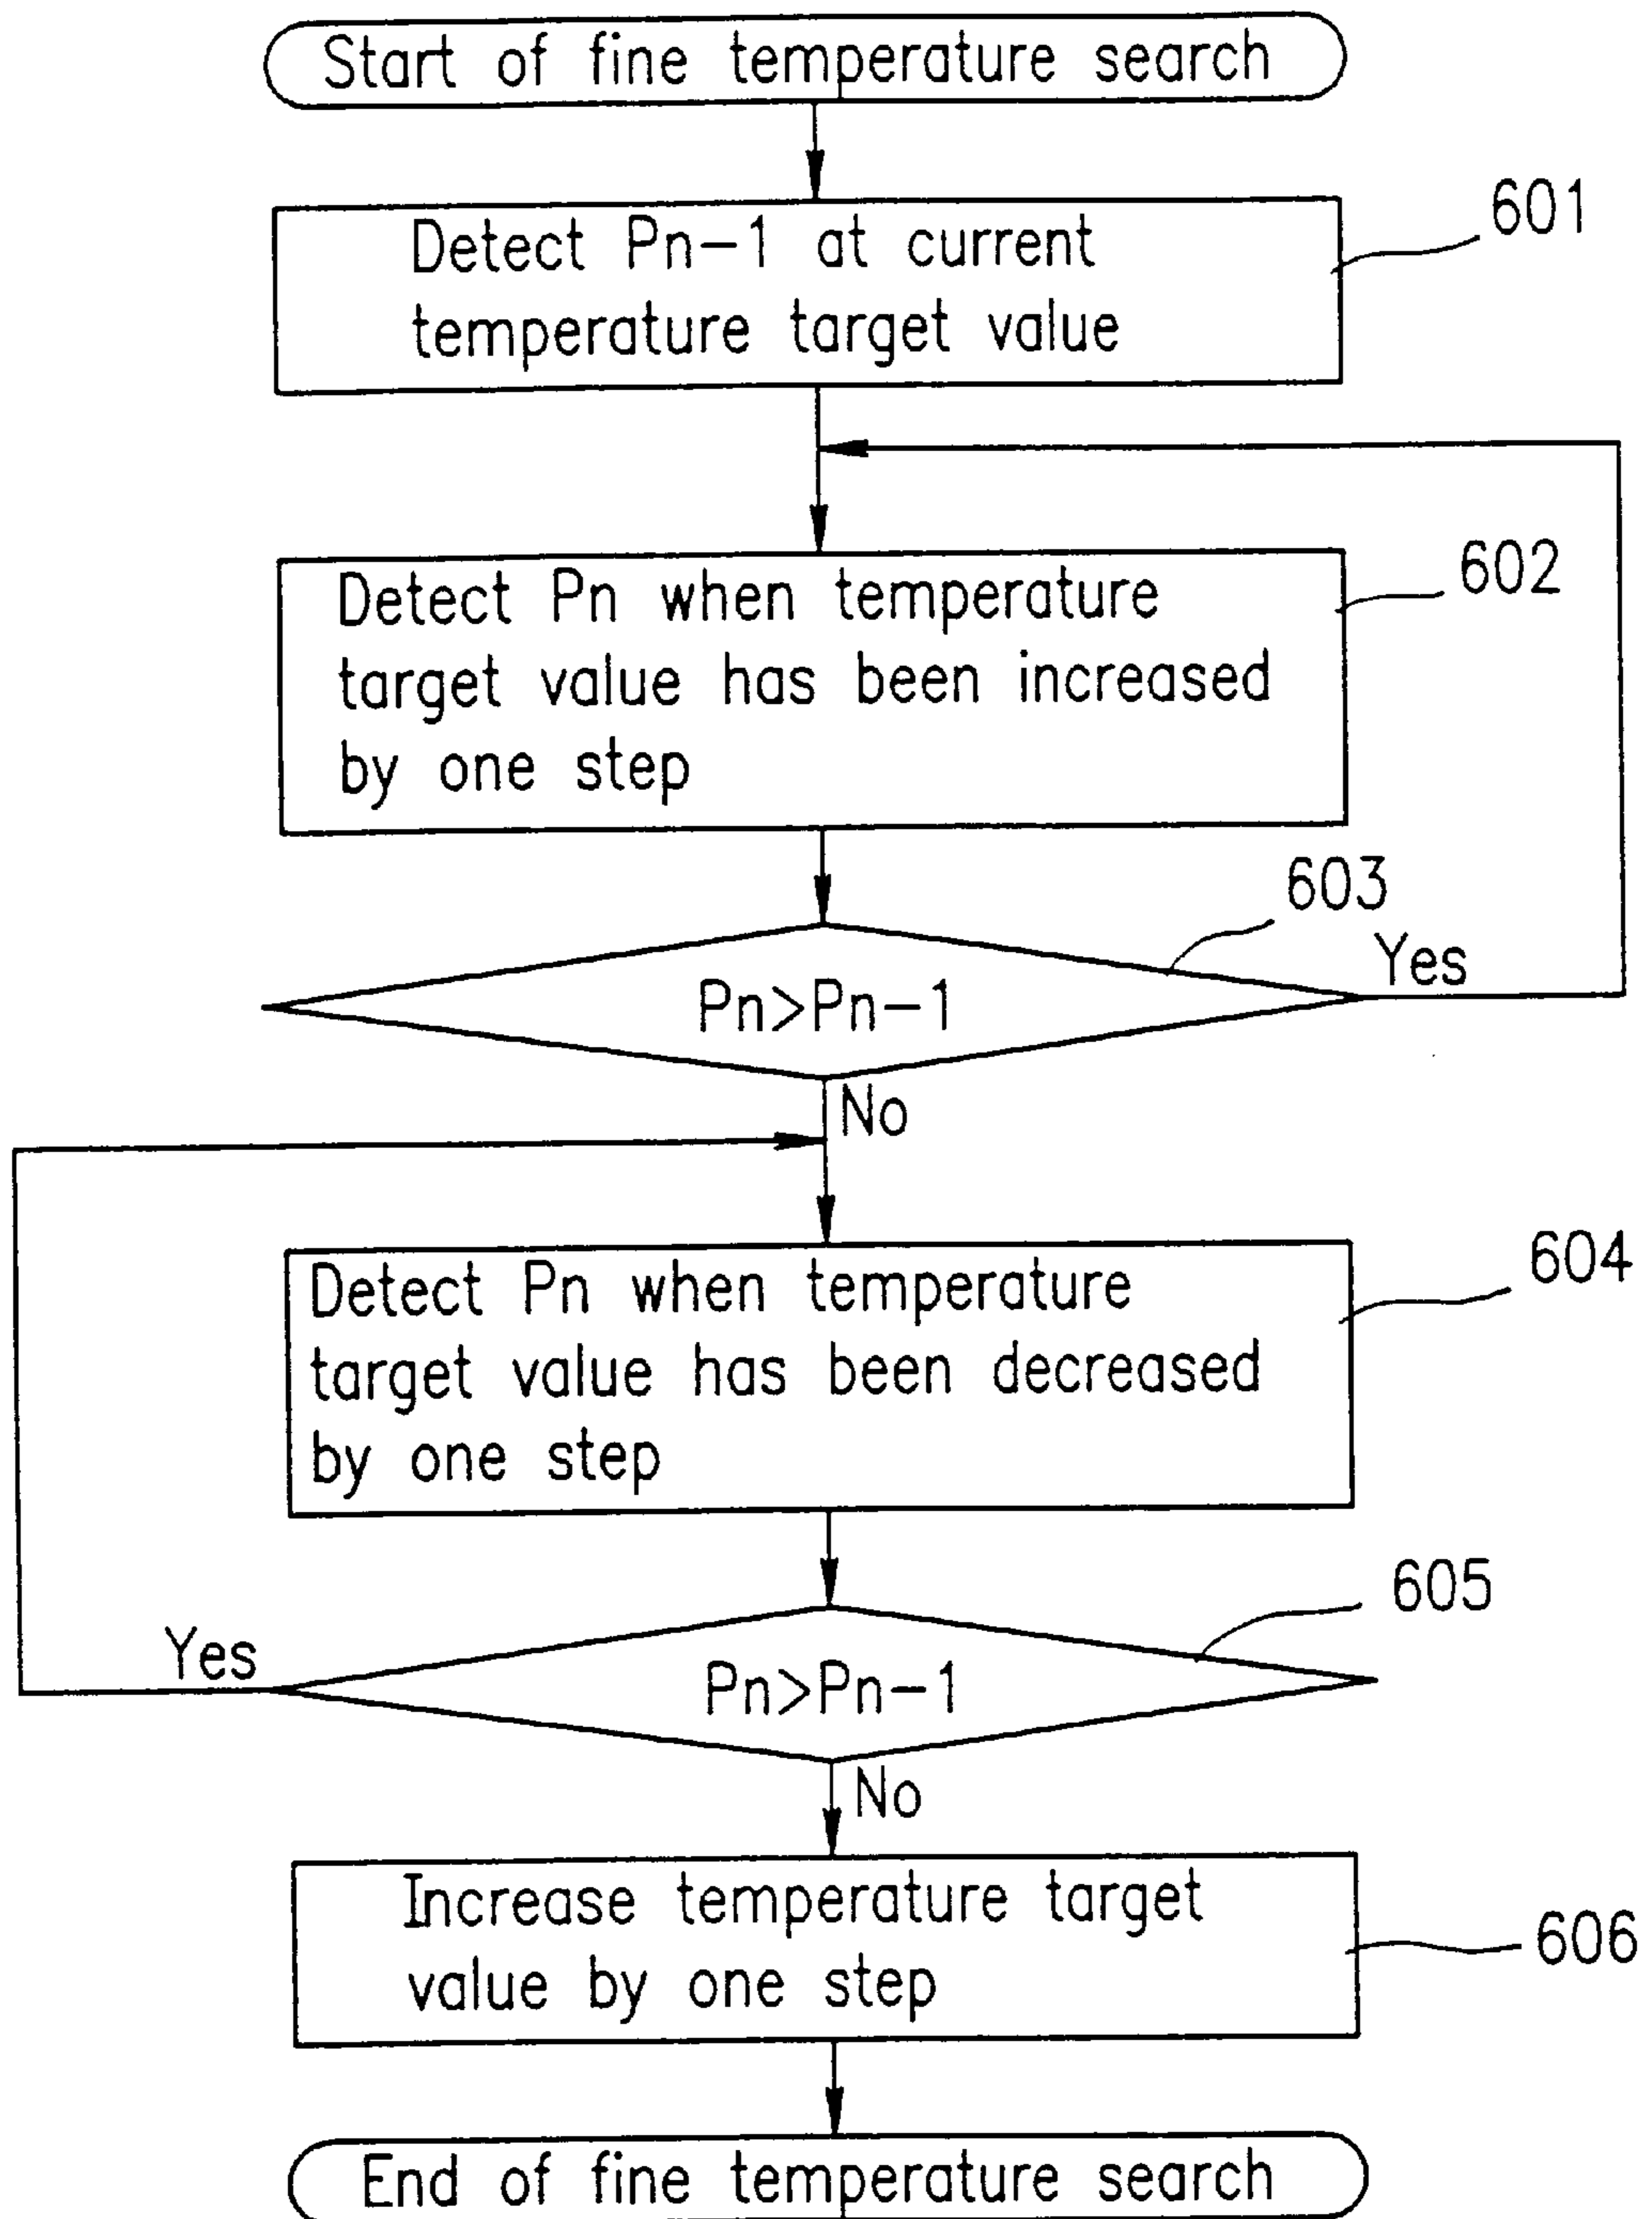 Start of fine temperature search
601
Detect Pn-1 at current
temperature target value
602
Detect Pn when temperature
target value has been increased
by one step
603
Pn>Pn-1
Yes
No
604
Detect Pn when temperature
target value has been decreased
by one step
605
Yes
Pn>Pn-1
No
Increase temperature target
value by one step
606
End of fine temperature search